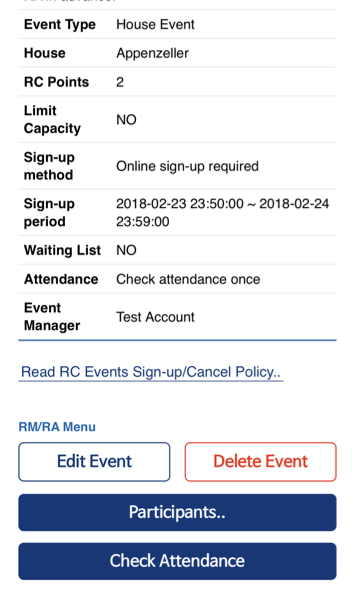 Event Type House Event
House Appenzeller
RC Points 2
Limit
Capacity NO
Sign-up
method Online sign-up required
Sign-up
period 2018-02-23 23:50:00 ~ 2018-02-24
23:59:00
Waiting List NO
Attendance Check attendance once
Event
Manager Test Account
Read RC Events Sign-up/Cancel Policy..
RM/RA Menu
Edit Event Delete Event
Participants..
Check Attendance